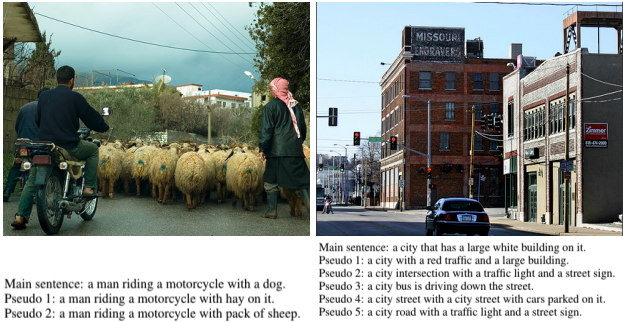 MISSOURI
ENGRAVERS
Zimmer
Main sentence: a man riding a motorcycle with a dog.
Pseudo 1: a man riding a motorcycle with hay on it.
Pseudo 2: a man riding a motorcycle with pack of sheep.
Main sentence: a city that has a large white building on it.
Pseudo 1: a city with a red traffic and a large building.
Pseudo 2: a city intersection with a traffic light and a street sign.
Pseudo 3: a city bus is driving down the street.
Pseudo 4: a city street with a city street with cars parked on it.
Pseudo 5: a city road with a traffic light and a street sign.